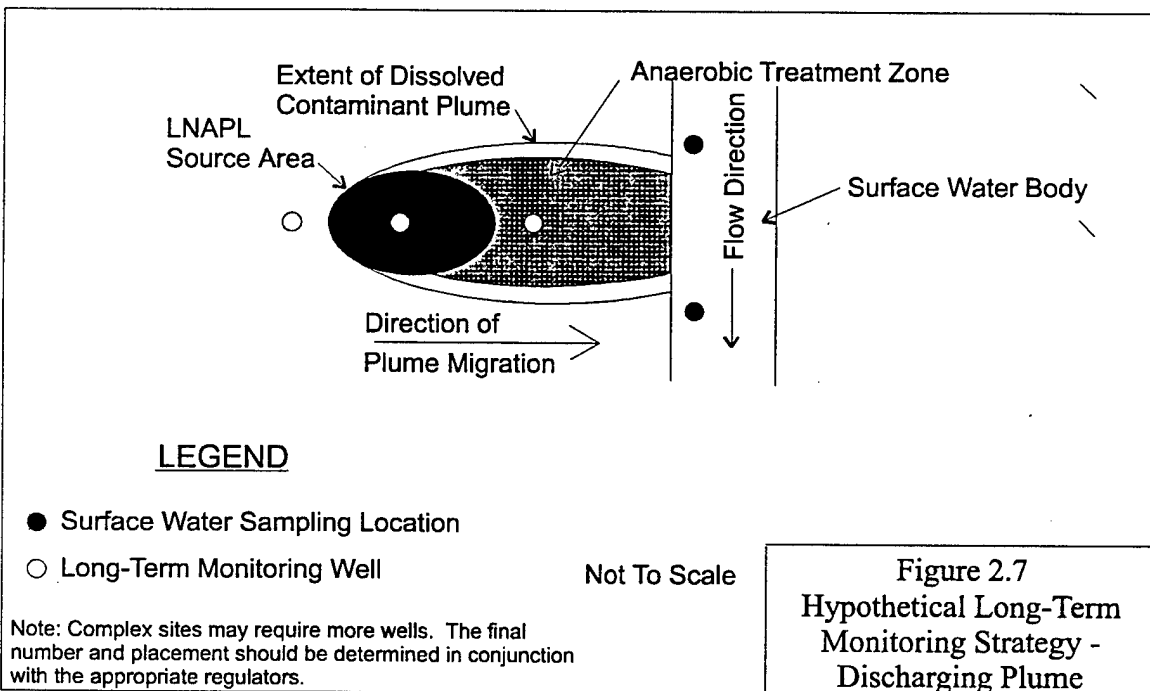 Extent of Dissolved
Contaminant Plume
Anaerobic Treatment Zone
LNAPL
Source Area
Flow Direction
Surface Water Body
Direction of
Plume Migration
LEGEND
● Surface Water Sampling Location
○ Long-Term Monitoring Well
Not To Scale
Note: Complex sites may require more wells. The final
number and placement should be determined in conjunction
with the appropriate regulators.
Figure 2.7
Hypothetical Long-Term
Monitoring Strategy -
Discharging Plume